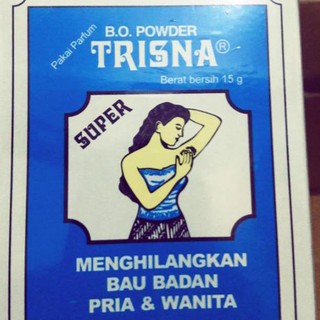 B.O. POWDER
Pakai Parfum
TRISNA®
Berat bersih 15 g
SUPER
MENGHILANGKAN
BAU BADAN
PRIA & WANITA